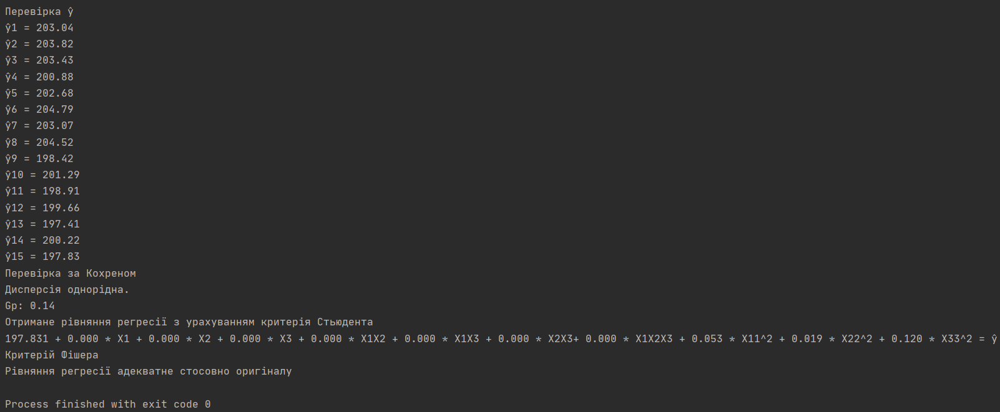 Перевірка ŷ
ŷ1 = 203.04
ŷ2 = 203.82
ŷ3 = 203.43
ŷ4 = 200.88
ŷ5 = 202.68
ŷ6 = 204.79
ŷ7 = 203.07
ŷ8 = 204.52
ŷ9 = 198.42
ŷ10 = 201.29
ŷ11 = 198.91
ŷ12 = 199.66
ŷ13 = 197.41
ŷ14 = 200.22
ŷ15 = 197.83
Перевірка за Кохреном
Дисперсія однорідна.
Gp: 0.14
Отримане рівняння регресії з урахуванням критерія Стьюдента
197.831 + 0.000 * X1 + 0.000 * X2 + 0.000 * X3 + 0.000 * X1X2 + 0.000 * X1X3 + 0.000 * X2X3+ 0.000 * X1X2X3 + 0.053 * X11^2 + 0.019 * X22^2 + 0.120 * X33^2 = ŷ
Критерій Фішера
Рівняння регресії адекватне стосовно оригіналу
Process finished with exit code 0